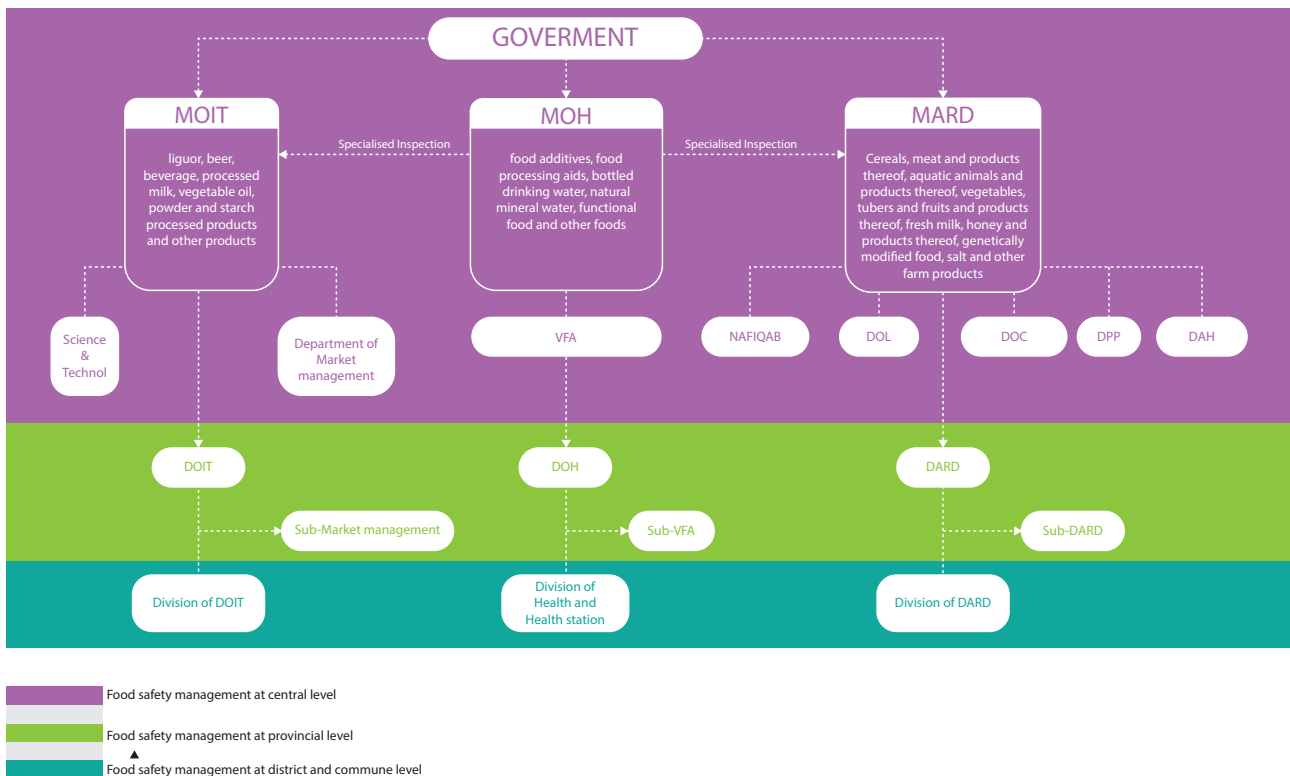 GOVERMENT
MOIT
liguor, beer,
beverage, processed
milk, vegetable oil,
powder and starch
processed products
and other products
Specialised Inspection
MOH
food additives, food
processing aids, bottled
drinking water, natural
mineral water, functional
food and other foods
Specialised Inspection
MARD
Cereals, meat and products
thereof, aquatic animals and
products thereof, vegetables,
tubers and fruits and products
thereof, fresh milk, honey and
products thereof, genetically
modified food, salt and other
farm products
Science
&
Technol
Department of
Market
management
VFA
NAFIQAB
DOL
DOC
DPP
DAH
DOIT
DOH
DARD
Sub-Market management
Sub-VFA
Sub-DARD
Division of DOIT
Division of
Health and
Health station
Division of DARD
Food safety management at central level
Food safety management at provincial level
Food safety management at district and commune level